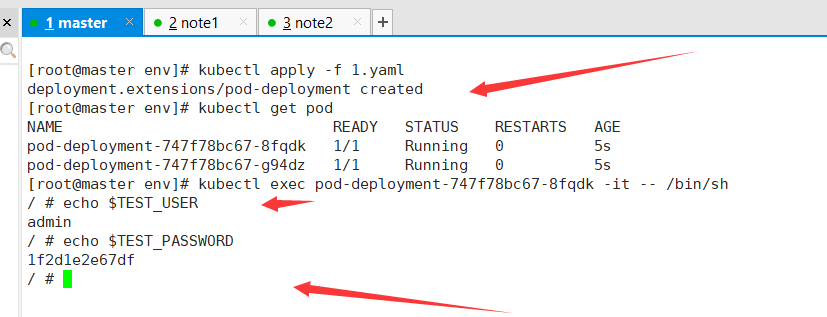 1 master × 2 note1 × 3 note2 × +
[root@master env]# kubectl apply -f 1.yaml
deployment.extensions/pod-deployment created
[root@master env]# kubectl get pod
NAME READY STATUS RESTARTS AGE
pod-deployment-747f78bc67-8fqdk 1/1 Running 0 5s
pod-deployment-747f78bc67-g94dz 1/1 Running 0 5s
[root@master env]# kubectl exec pod-deployment-747f78bc67-8fqdk -it -- /bin/sh
/ # echo $TEST_USER
admin
/ # echo $TEST_PASSWORD
1f2d1e2e67df
/ #